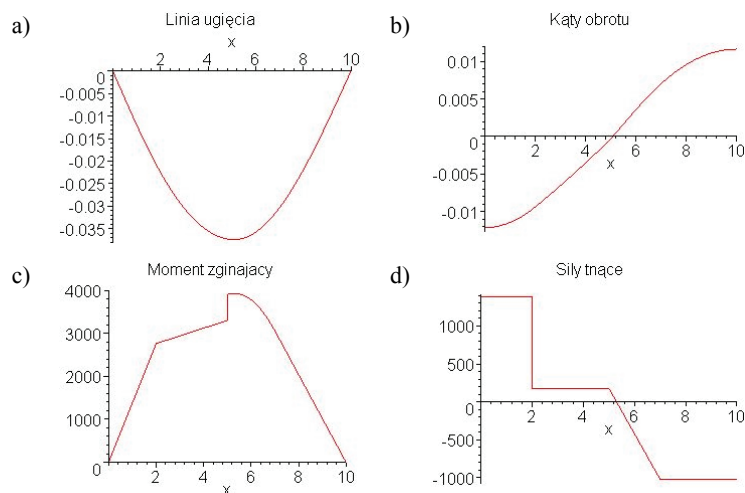 a) Linia ugięcia
x
2 4 6 8 10
0
-0.005
-0.01
-0.015
-0.02
-0.025
-0.03
-0.035
b) Kąty obrotu
0.01
0.005
0
-0.005
-0.01
2 4 6 8 10
x
c) Moment zginajacy
4000
3000
2000
1000
0
2 4 6 8 10
x
d) Sily tnące
1000
500
0
-500
-1000
2 4 6 8 10
x